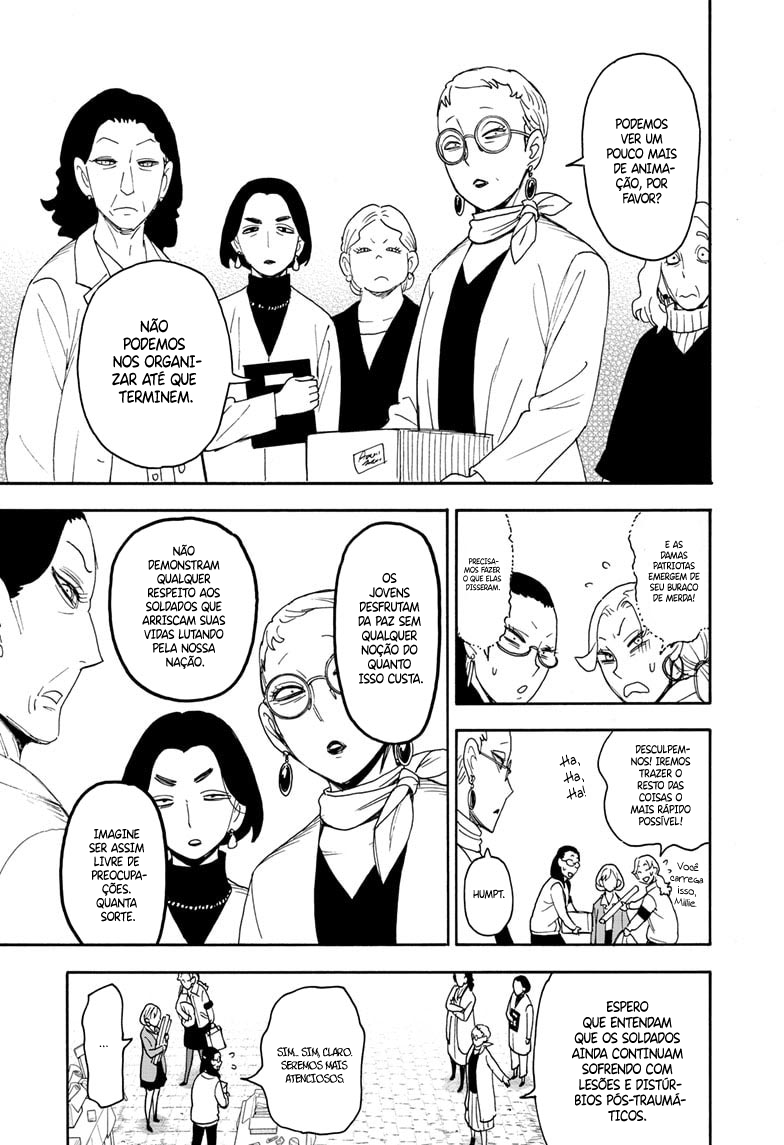 PODEMOS
VER UM
POUCO MAIS
DE ANIMA-
ÇÃO, POR
FAVOR?
NÃO
PODEMOS
NOS ORGANI-
ZAR ATÉ QUE
TERMINEM.
E AS
DAMAS
PATRIOTAS
EMERGEM DE
SEU BURACO
DE MERDA!
PRECISA-
MOS FAZER
O QUE ELAS
DISSERAM.
DESCULPEM-
NOS! IREMOS
TRAZER O
RESTO DAS
COISAS O
MAIS RÁPIDO
POSSÍVEL!
Ha,
Ha,
Ha!
Você
carrega
isso,
Millie
HUMPT.
OS
JOVENS
DESFRUTAM
DA PAZ SEM
QUALQUER
NOÇÃO DO
QUANTO
ISSO CUSTA.
NÃO
DEMONSTRAM
QUALQUER
RESPEITO AOS
SOLDADOS QUE
ARRISCAM SUAS
VIDAS LUTANDO
PELA NOSSA
NAÇÃO.
IMAGINE
SER ASSIM
LIVRE DE
PREOCUPA-
ÇÕES.
QUANTA
SORTE.
ESPERO
QUE ENTENDAM
QUE OS SOLDADOS
AINDA CONTINUAM
SOFRENDO COM
LESÕES E DISTÚR-
BIOS PÓS-TRAUMÁ-
TICOS.
SIM... SIM, CLARO.
SEREMOS MAIS
ATENCIOSOS.
...